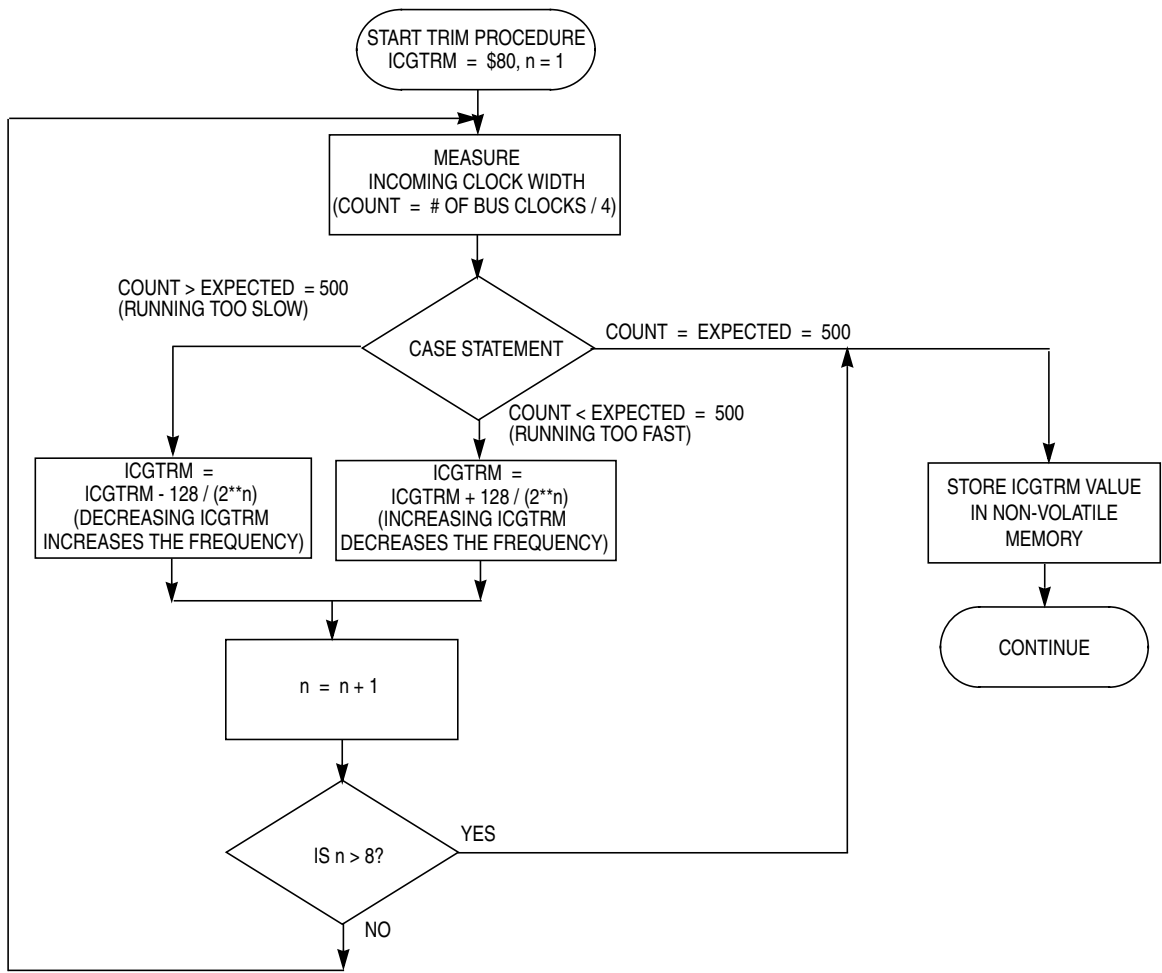 START TRIM PROCEDURE
ICGTRM = $80, n = 1
MEASURE
INCOMING CLOCK WIDTH
(COUNT = # OF BUS CLOCKS / 4)
COUNT > EXPECTED = 500
(RUNNING TOO SLOW)
CASE STATEMENT
COUNT = EXPECTED = 500
COUNT < EXPECTED = 500
(RUNNING TOO FAST)
ICGTRM =
ICGTRM - 128 / (2**n)
(DECREASING ICGTRM
INCREASES THE FREQUENCY)
ICGTRM =
ICGTRM + 128 / (2**n)
(INCREASING ICGTRM
DECREASES THE FREQUENCY)
STORE ICGTRM VALUE
IN NON-VOLATILE
MEMORY
CONTINUE
n = n + 1
IS n > 8?
YES
NO